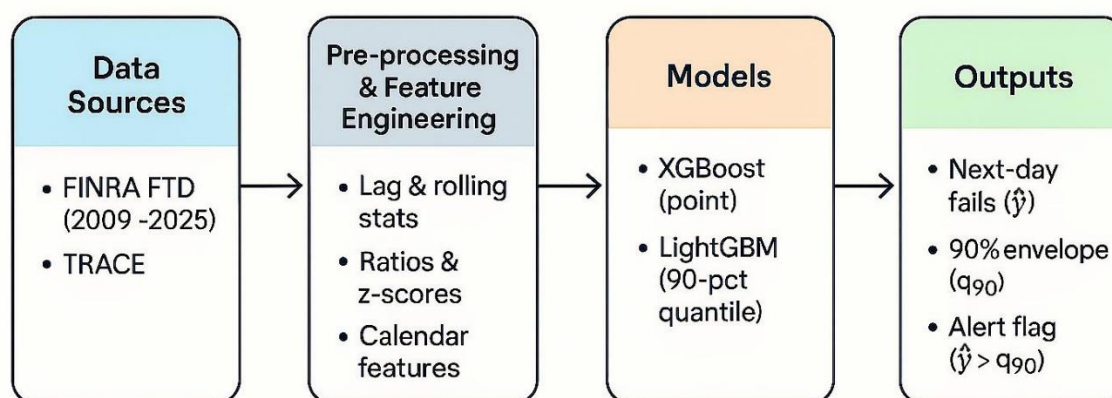 Data
Sources
• FINRA FTD
(2009 -2025)
• TRACE
Pre-processing
& Feature
Engineering
• Lag & rolling
stats
• Ratios &
z-scores
• Calendar
features
Models
• XGBoost
(point)
• LightGBM
(90-pct
quantile)
Outputs
• Next-day
fails (ŷ)
• 90% envelope
(q₉₀)
• Alert flag
(ŷ > q₉₀)